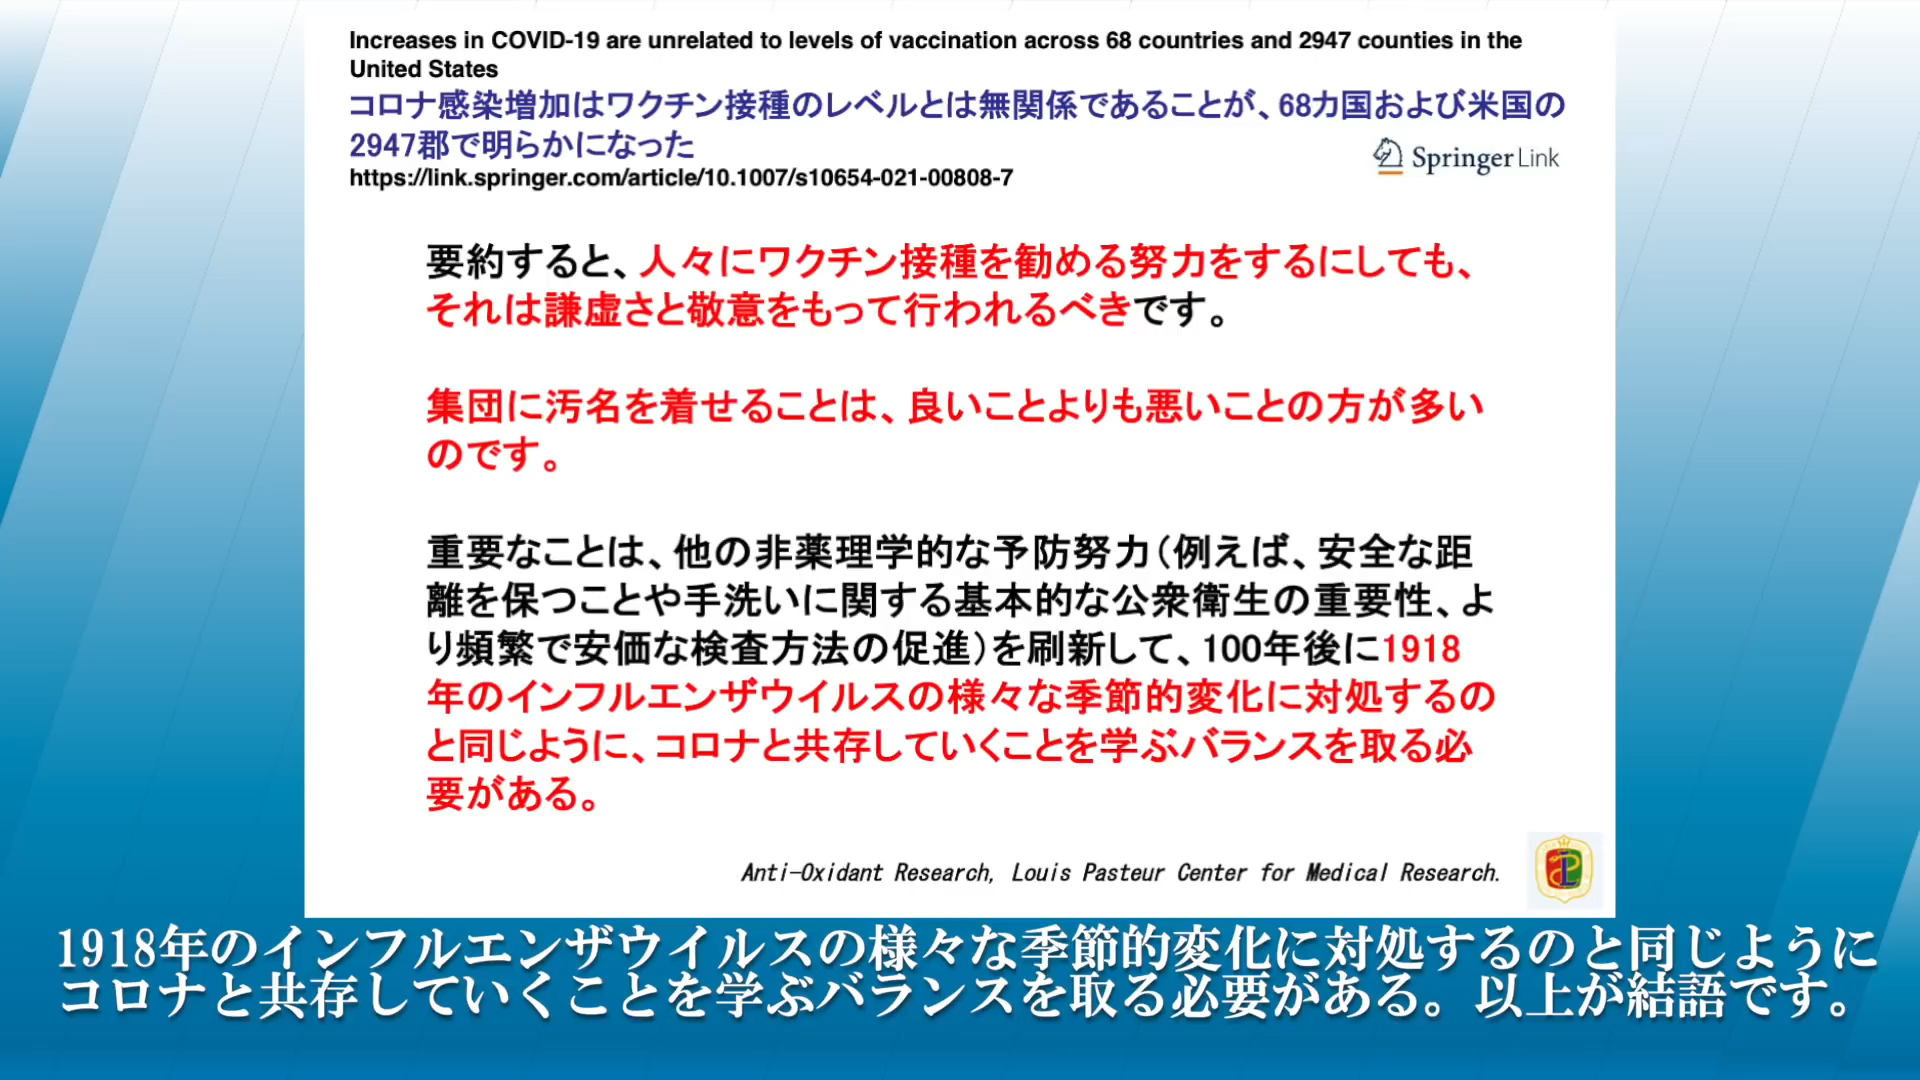 Increases in COVID-19 are unrelated to levels of vaccination across 68 countries and 2947 counties in the
United States
コロナ感染増加はワクチン接種のレベルとは無関係であることが、68カ国および米国の
2947郡で明らかになった
https://link.springer.com/article/10.1007/s10654-021-00808-7
Springer Link
要約すると、人々にワクチン接種を勧める努力をするにしても、
それは謙虚さと敬意をもって行われるべきです。
集団に汚名を着せることは、良いことよりも悪いことの方が多い
のです。
重要なことは、他の非薬理学的な予防努力（例えば、安全な距
離を保つことや手洗いに関する基本的な公衆衛生の重要性、よ
り頻繁で安価な検査方法の促進）を刷新して、100年後に1918
年のインフルエンザウイルスの様々な季節的変化に対処するの
と同じように、コロナと共存していくことを学ぶバランスを取る必
要がある。
Anti-Oxidant Research, Louis Pasteur Center for Medical Research.
1918年のインフルエンザウイルスの様々な季節的変化に対処するのと同じように
コロナと共存していくことを学ぶバランスを取る必要がある。以上が結語です。